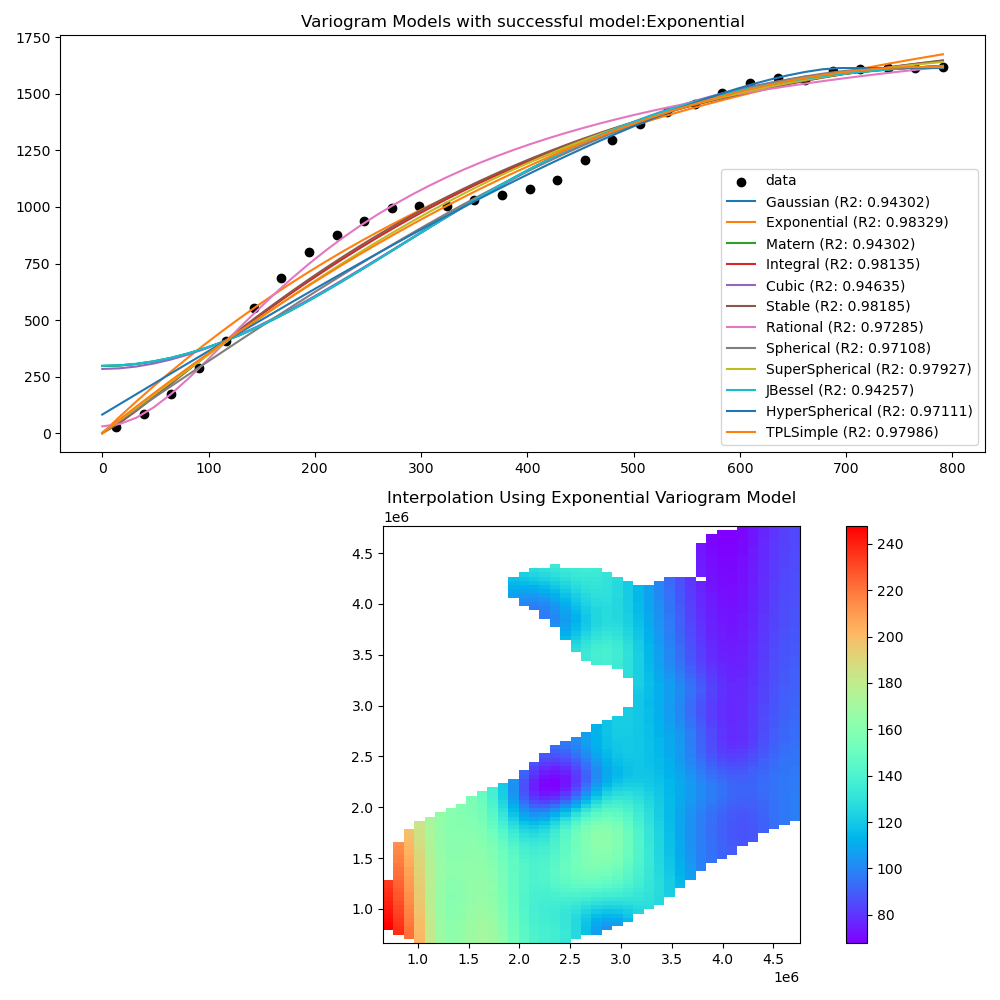 Variogram Models with successful model:Exponential
1750
1500
1250
1000
750
500
250
0
0 100 200 300 400 500 600 700 800
data
Gaussian (R2: 0.94302)
Exponential (R2: 0.98329)
Matern (R2: 0.94302)
Integral (R2: 0.98135)
Cubic (R2: 0.94635)
Stable (R2: 0.98185)
Rational (R2: 0.97285)
Spherical (R2: 0.97108)
SuperSpherical (R2: 0.97927)
JBessel (R2: 0.94257)
HyperSpherical (R2: 0.97111)
TPLSimple (R2: 0.97986)
Interpolation Using Exponential Variogram Model
1e6
4.5
4.0
3.5
3.0
2.5
2.0
1.5
1.0
1.0 1.5 2.0 2.5 3.0 3.5 4.0 4.5
1e6
240
220
200
180
160
140
120
100
80